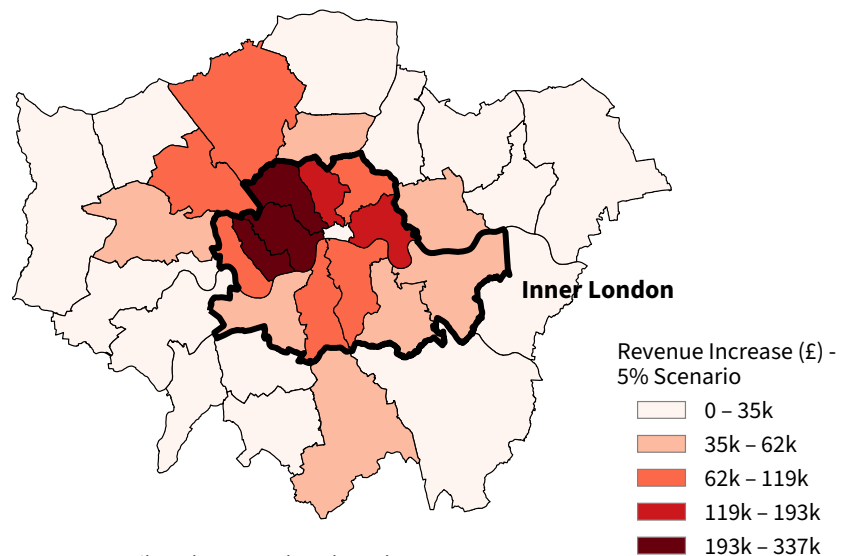 Inner London
Revenue Increase (£) -
5% Scenario
0 – 35k
35k – 62k
62k – 119k
119k – 193k
193k – 337k